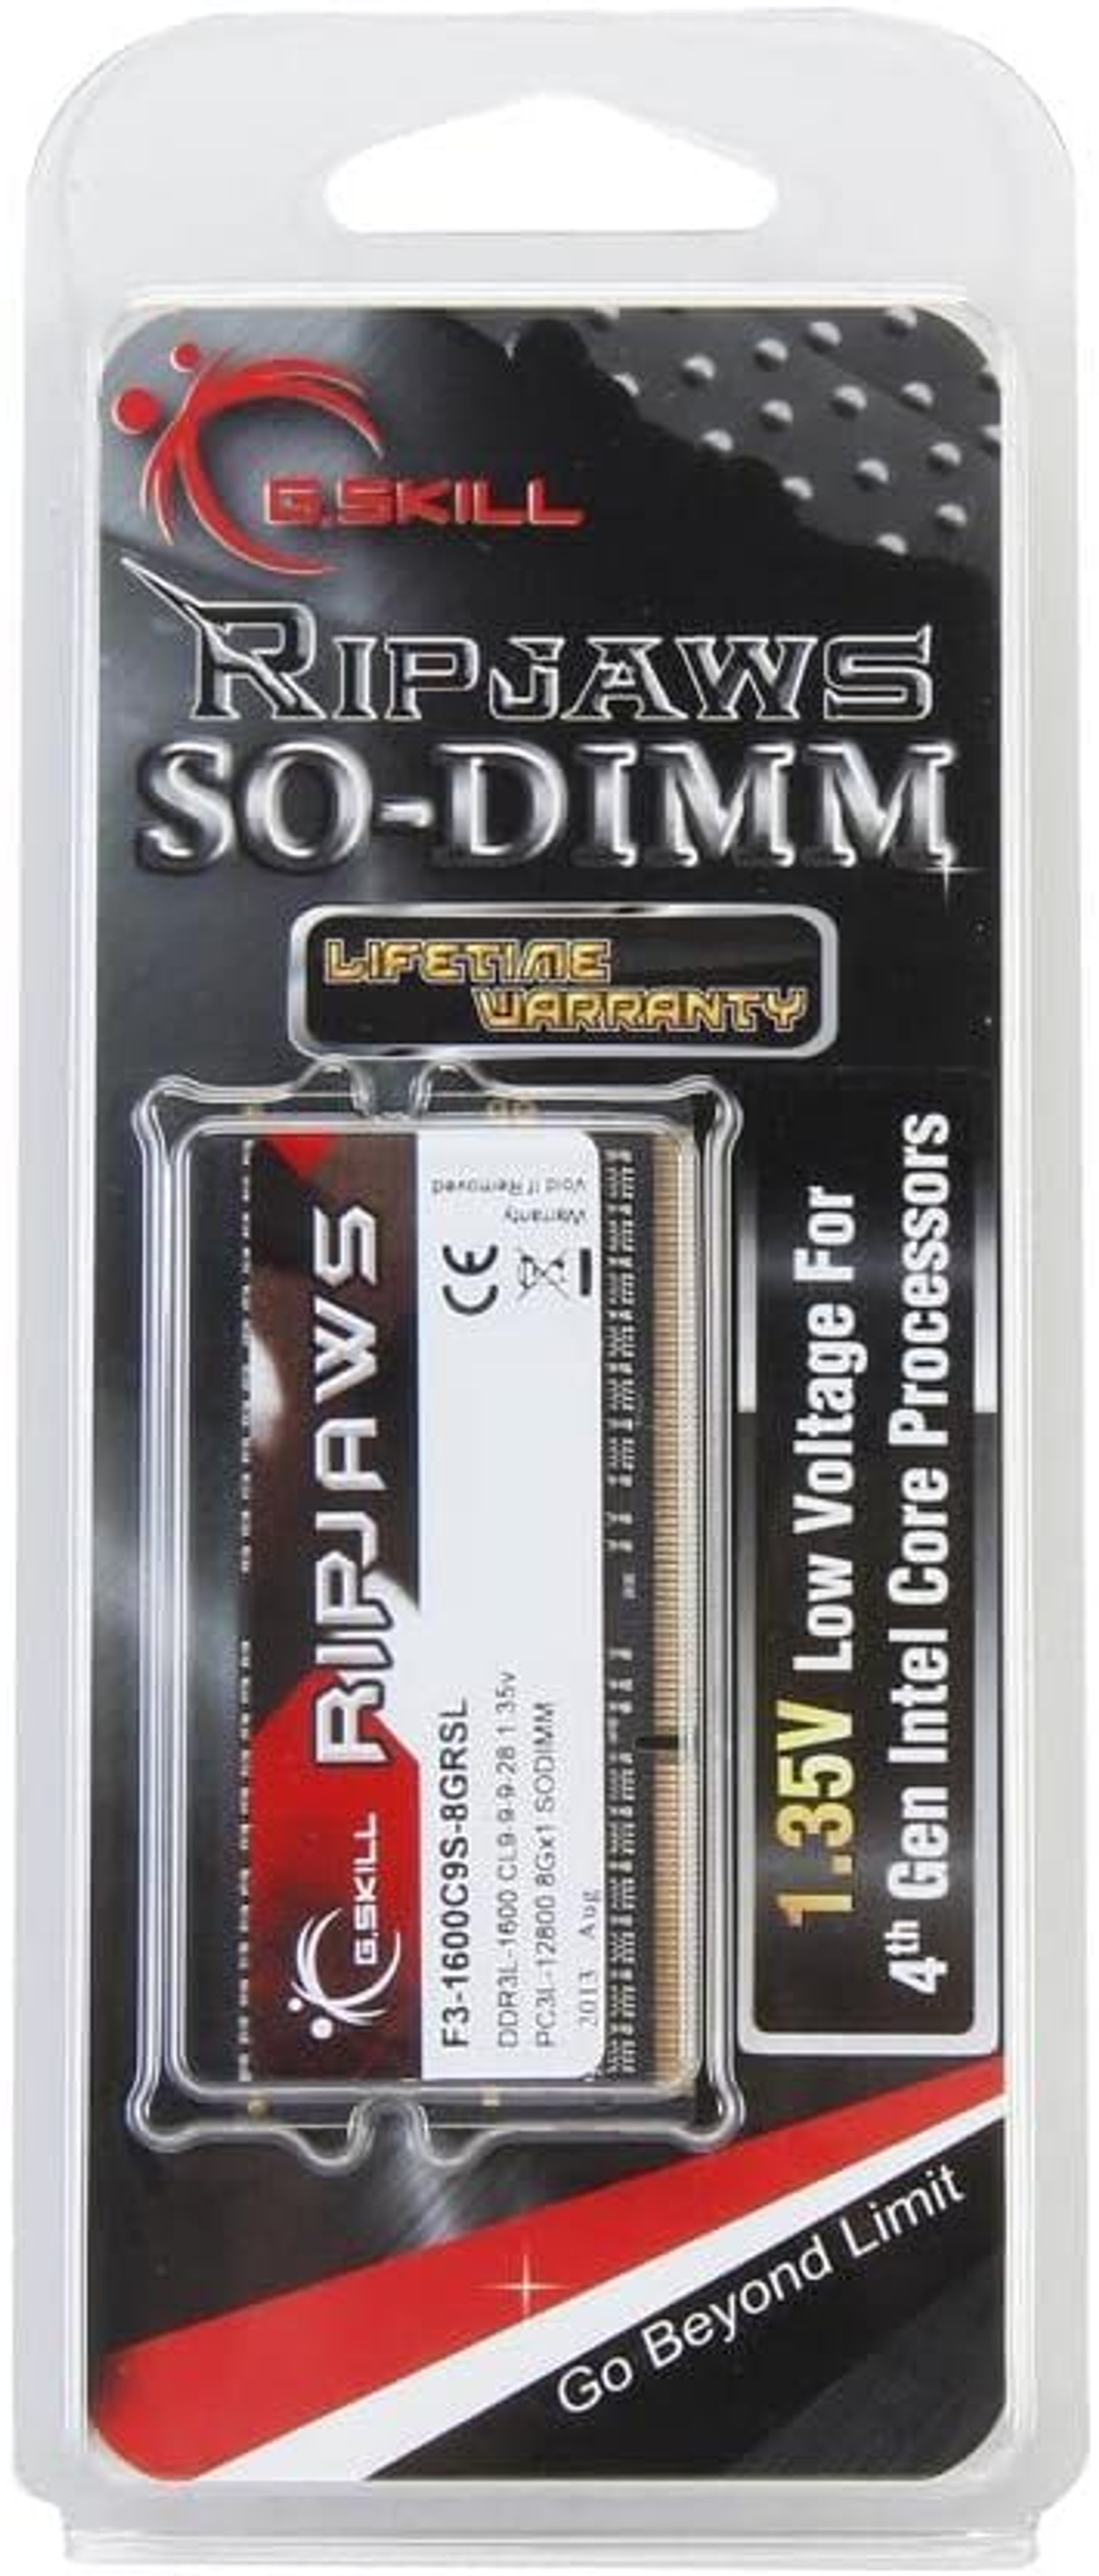 G.SKILL
RIPJAWS
SO-DIMM
LIFETIME
WARRANTY
Warranty
Void If Removed
CE
G.SKILL
RIPJAWS
F3-1600C9S-8GRSL
DDR3L-1600 CL9-9-9-28 1.35v
PC3L-12800 8Gx1 SODIMM
2013 Aug
1.35V Low Voltage For
4th Gen Intel Core Processors
Go Beyond Limit